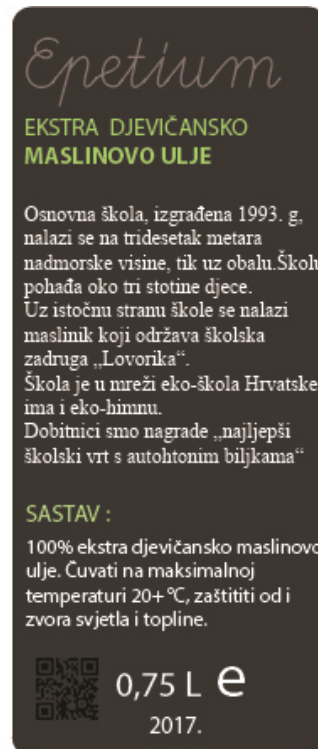 Epetium
EKSTRA DJEVIČANSKO
MASLINOVO ULJE
Osnovna škola, izgrađena 1993. g,
nalazi se na tridesetak metara
nadmorske visine, tik uz obalu.Školu
pohađa oko tri stotine djece.
Uz istočnu stranu škole se nalazi
maslinik koji održava školska
zadruga „Lovorika“.
Škola je u mreži eko-škola Hrvatske
ima i eko-himnu.
Dobitnici smo nagrade „najljepši
školski vrt s autohtonim biljkama“
SASTAV :
100% ekstra djevičansko maslinovo
ulje. Čuvati na maksimalnoj
temperaturi 20+ °C, zaštititi od i
zvora svjetla i topline.
0,75 L e
2017.